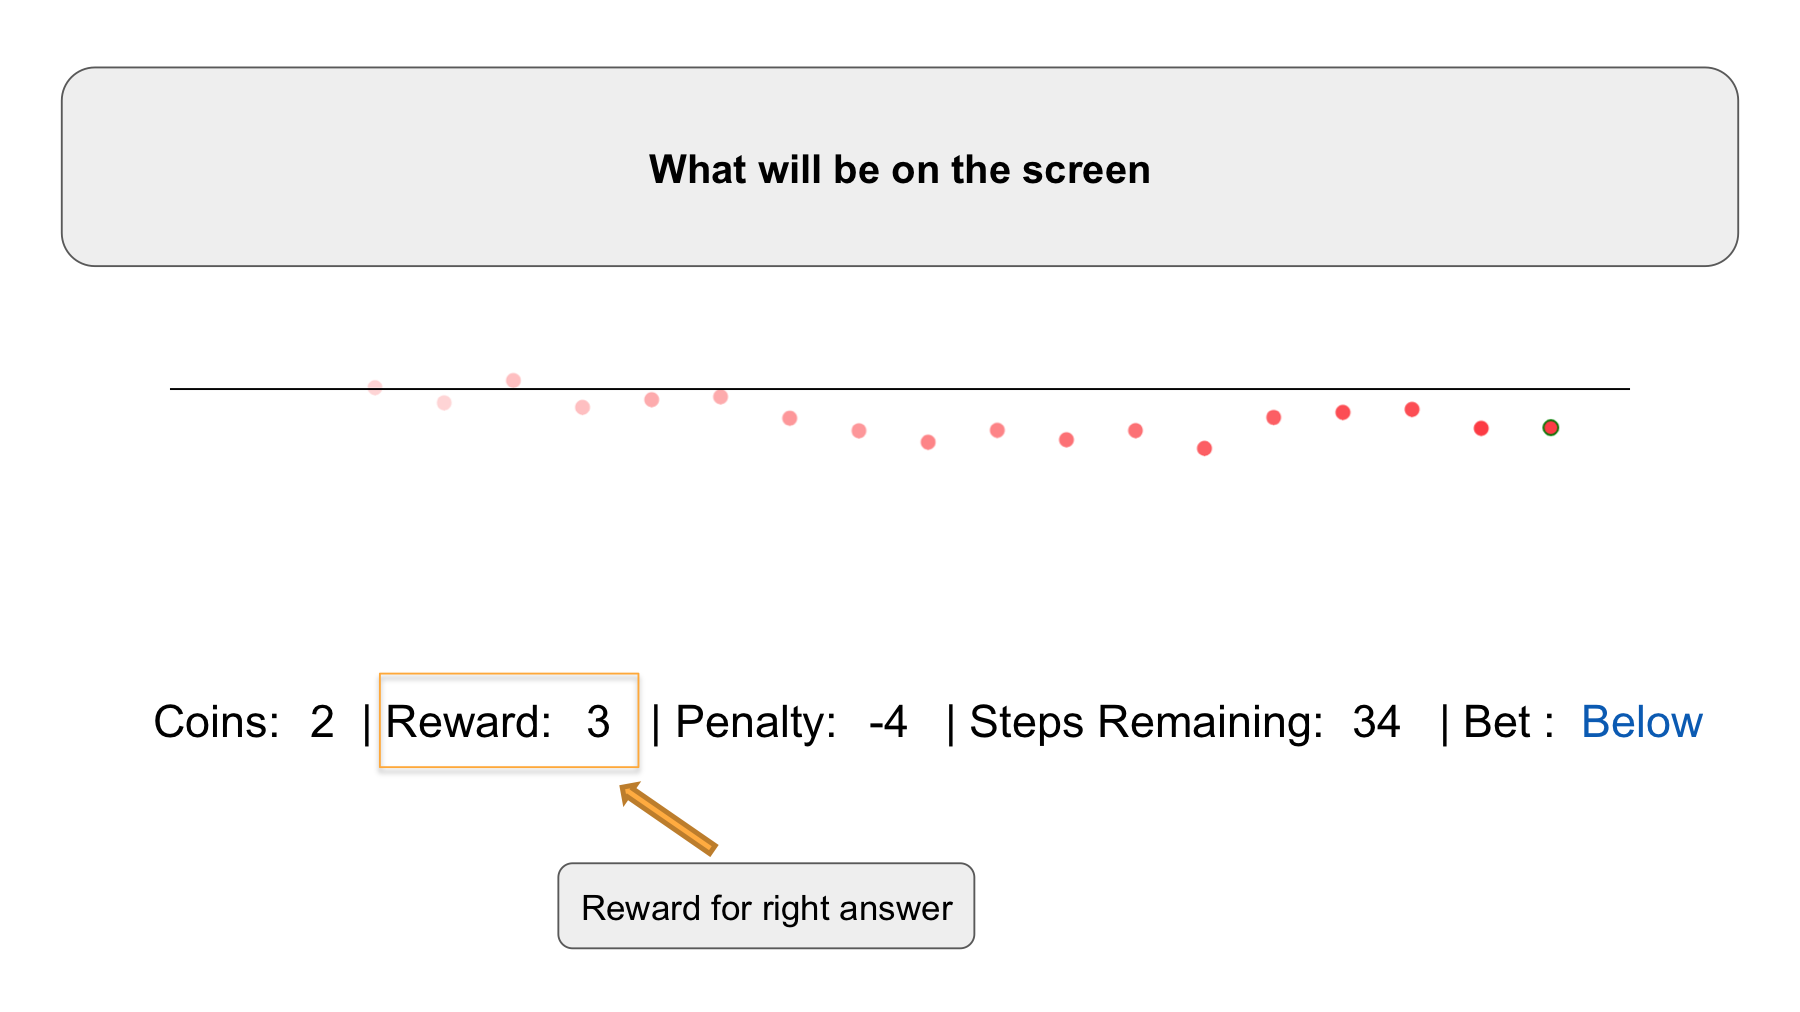 What will be on the screen
Coins: 2 | Reward: 3 | Penalty: -4 | Steps Remaining: 34 | Bet : Below
Reward for right answer